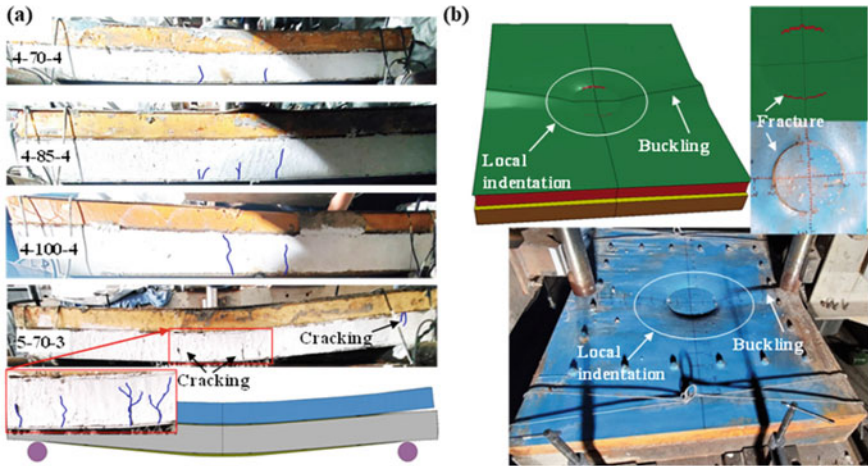 (a)
4-70-4
4-85-4
4-100-4
5-70-3
Cracking
Cracking
(b)
Local
indentation
Buckling
Fracture
Local
indentation
Buckling